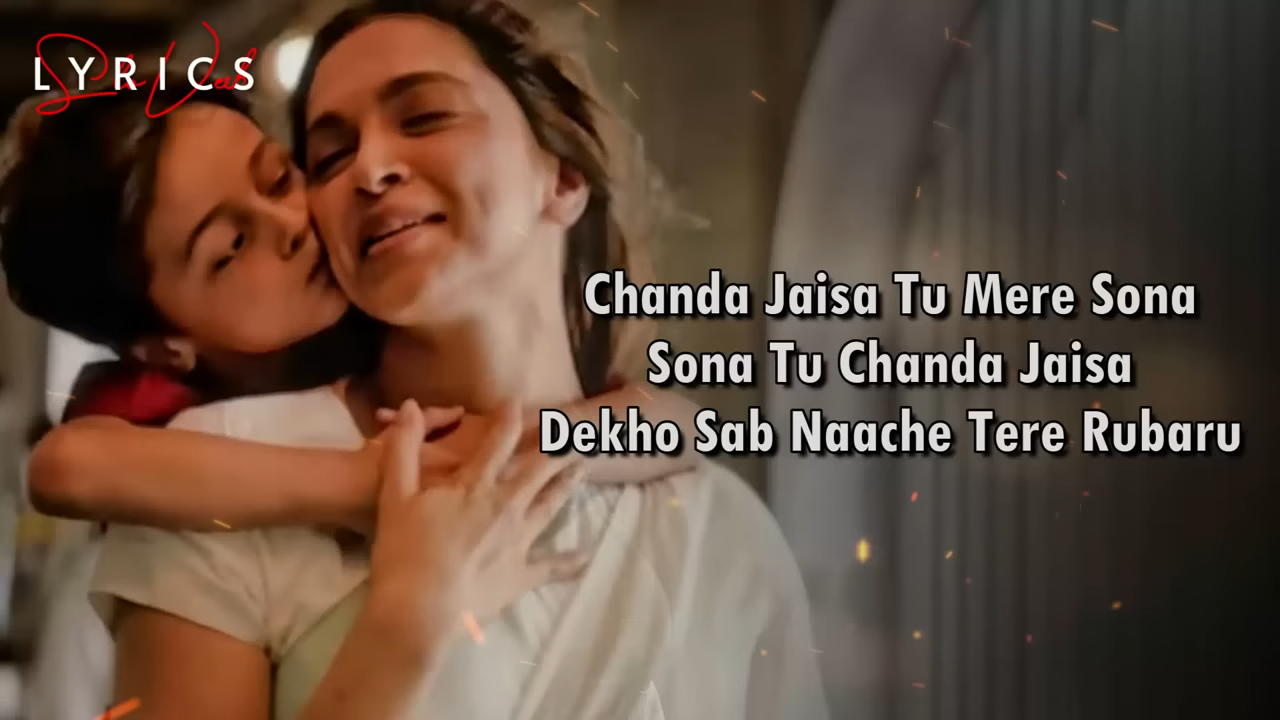 LYRICS
Chanda Jaisa Tu Mere Sona
Sona Tu Chanda Jaisa
Dekho Sab Naache Tere Rubaru